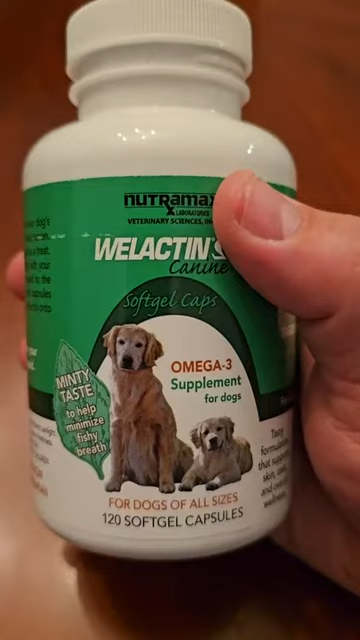 nutramax
LABORATORIES
VETERINARY SCIENCES, INC
WELACTIN
Canine
Softgel Caps
OMEGA-3
Supplement
for dogs
MINTY
TASTE
to help
minimize
fishy
breath
Tasty
FOR DOGS OF ALL SIZES
120 SOFTGEL CAPSULES